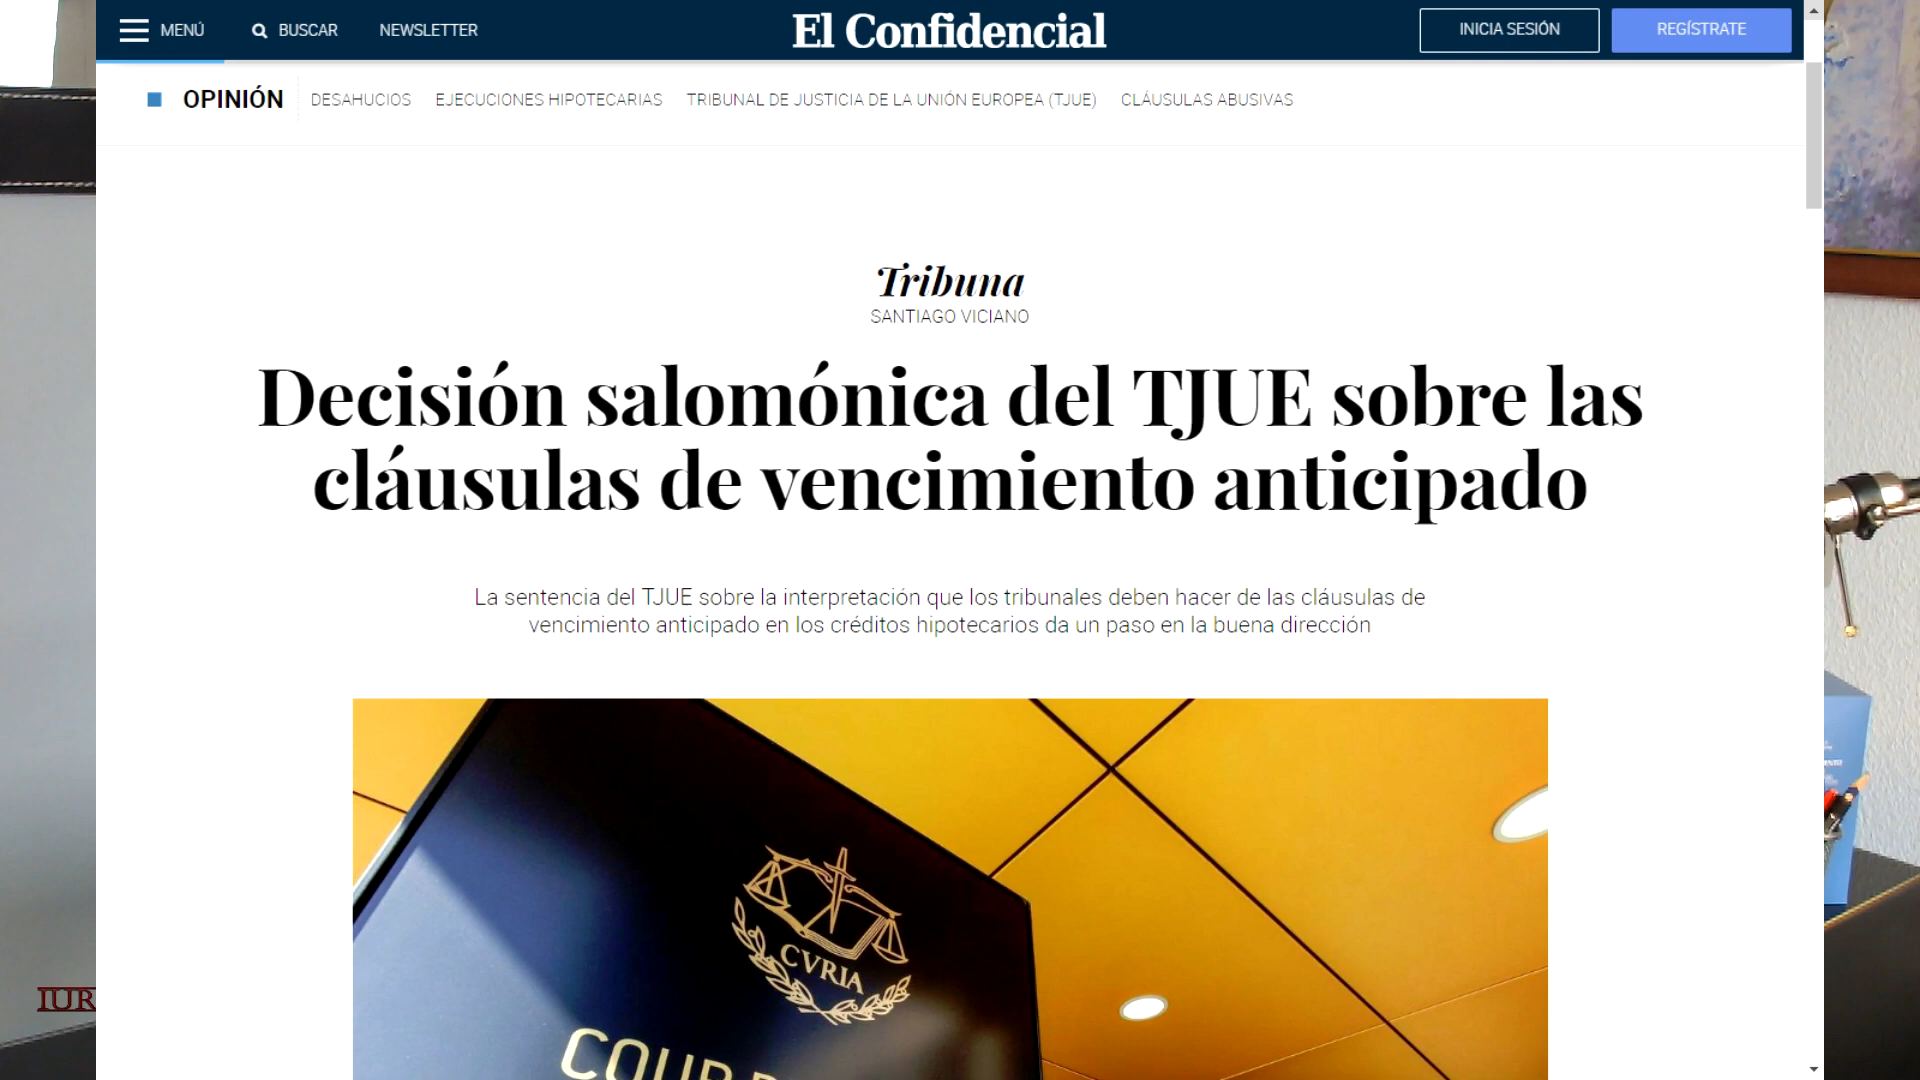 MENÚ
BUSCAR
NEWSLETTER
El Confidencial
INICIA SESIÓN
REGÍSTRATE
OPINIÓN
DESAHUCIOS
EJECUCIONES HIPOTECARIAS
TRIBUNAL DE JUSTICIA DE LA UNIÓN EUROPEA (TJUE)
CLÁUSULAS ABUSIVAS
Tribuna
SANTIAGO VICIANO
Decisión salomónica del TJUE sobre las
cláusulas de vencimiento anticipado
La sentencia del TJUE sobre la interpretación que los tribunales deben hacer de las cláusulas de
vencimiento anticipado en los créditos hipotecarios da un paso en la buena dirección
CVRIA
COUR
IUR